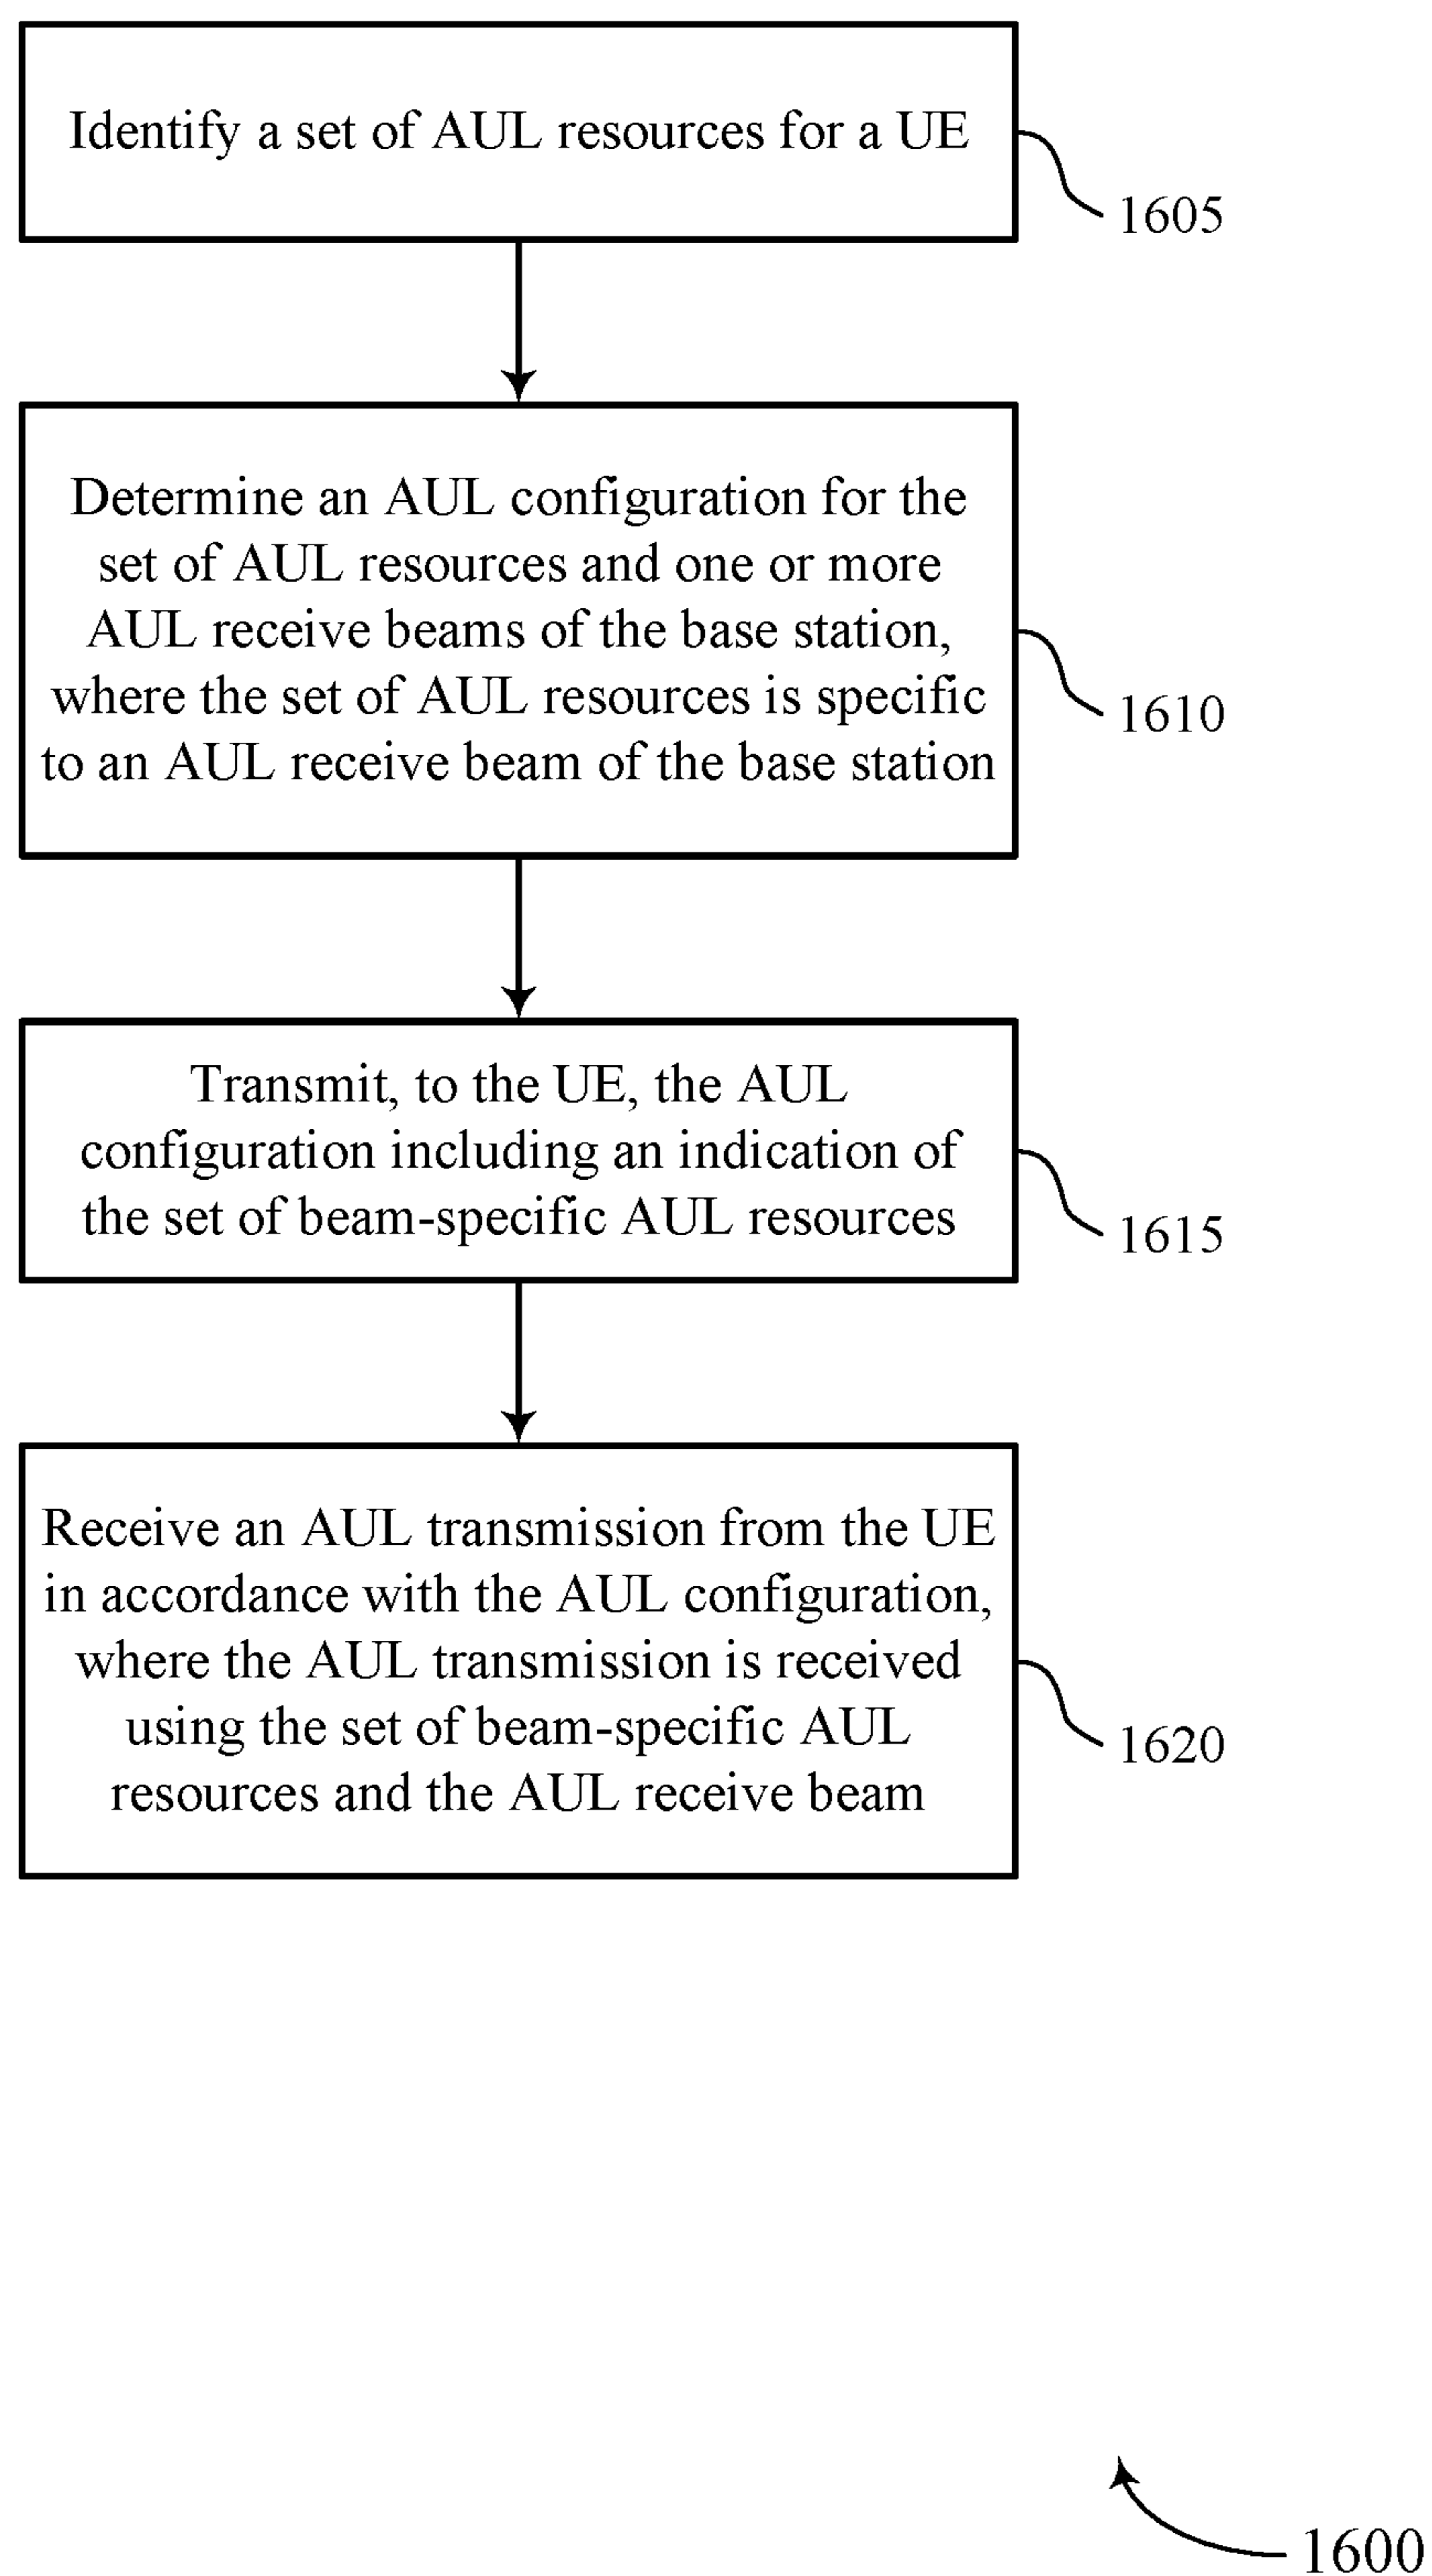 Identify a set of AUL resources for a UE
1605
Determine an AUL configuration for the
set of AUL resources and one or more
AUL receive beams of the base station,
where the set of AUL resources is specific
to an AUL receive beam of the base station
1610
Transmit, to the UE, the AUL
configuration including an indication of
the set of beam-specific AUL resources
1615
Receive an AUL transmission from the UE
in accordance with the AUL configuration,
where the AUL transmission is received
using the set of beam-specific AUL
resources and the AUL receive beam
1620
1600